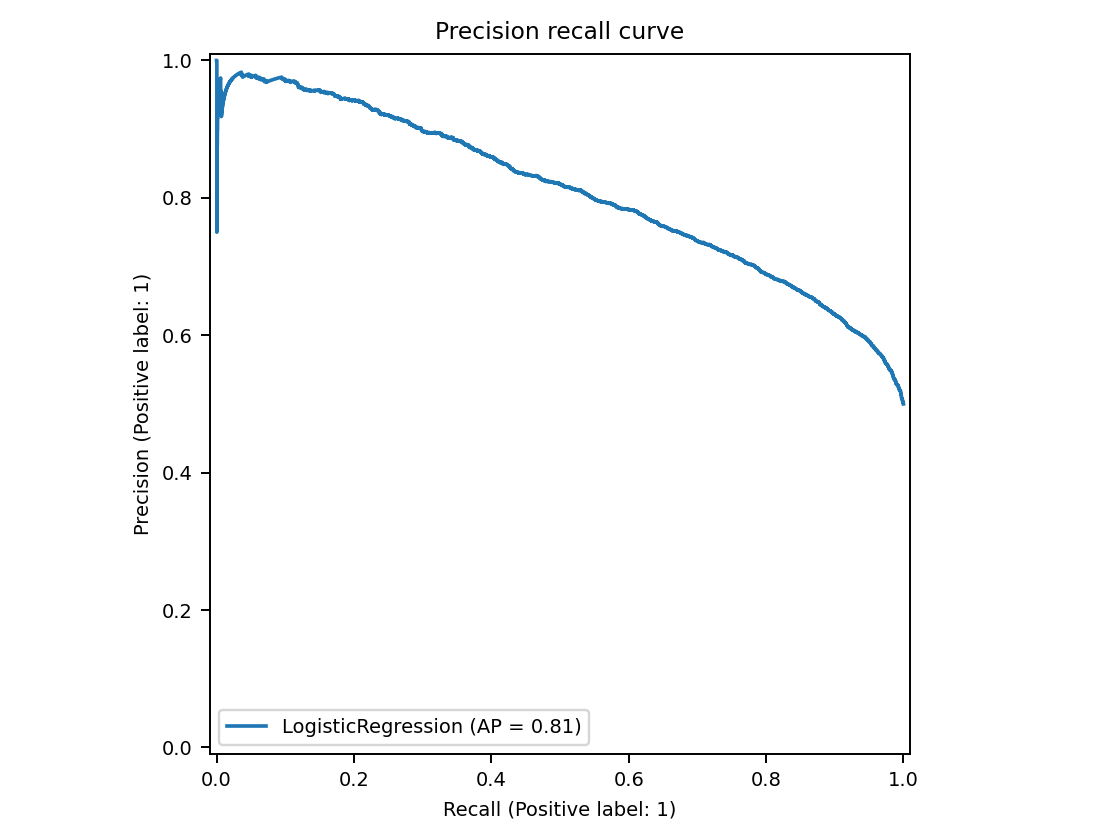 Precision recall curve
1.0
0.8
0.6
0.4
0.2
0.0
Precision (Positive label: 1)
LogisticRegression (AP = 0.81)
0.0 0.2 0.4 0.6 0.8 1.0
Recall (Positive label: 1)